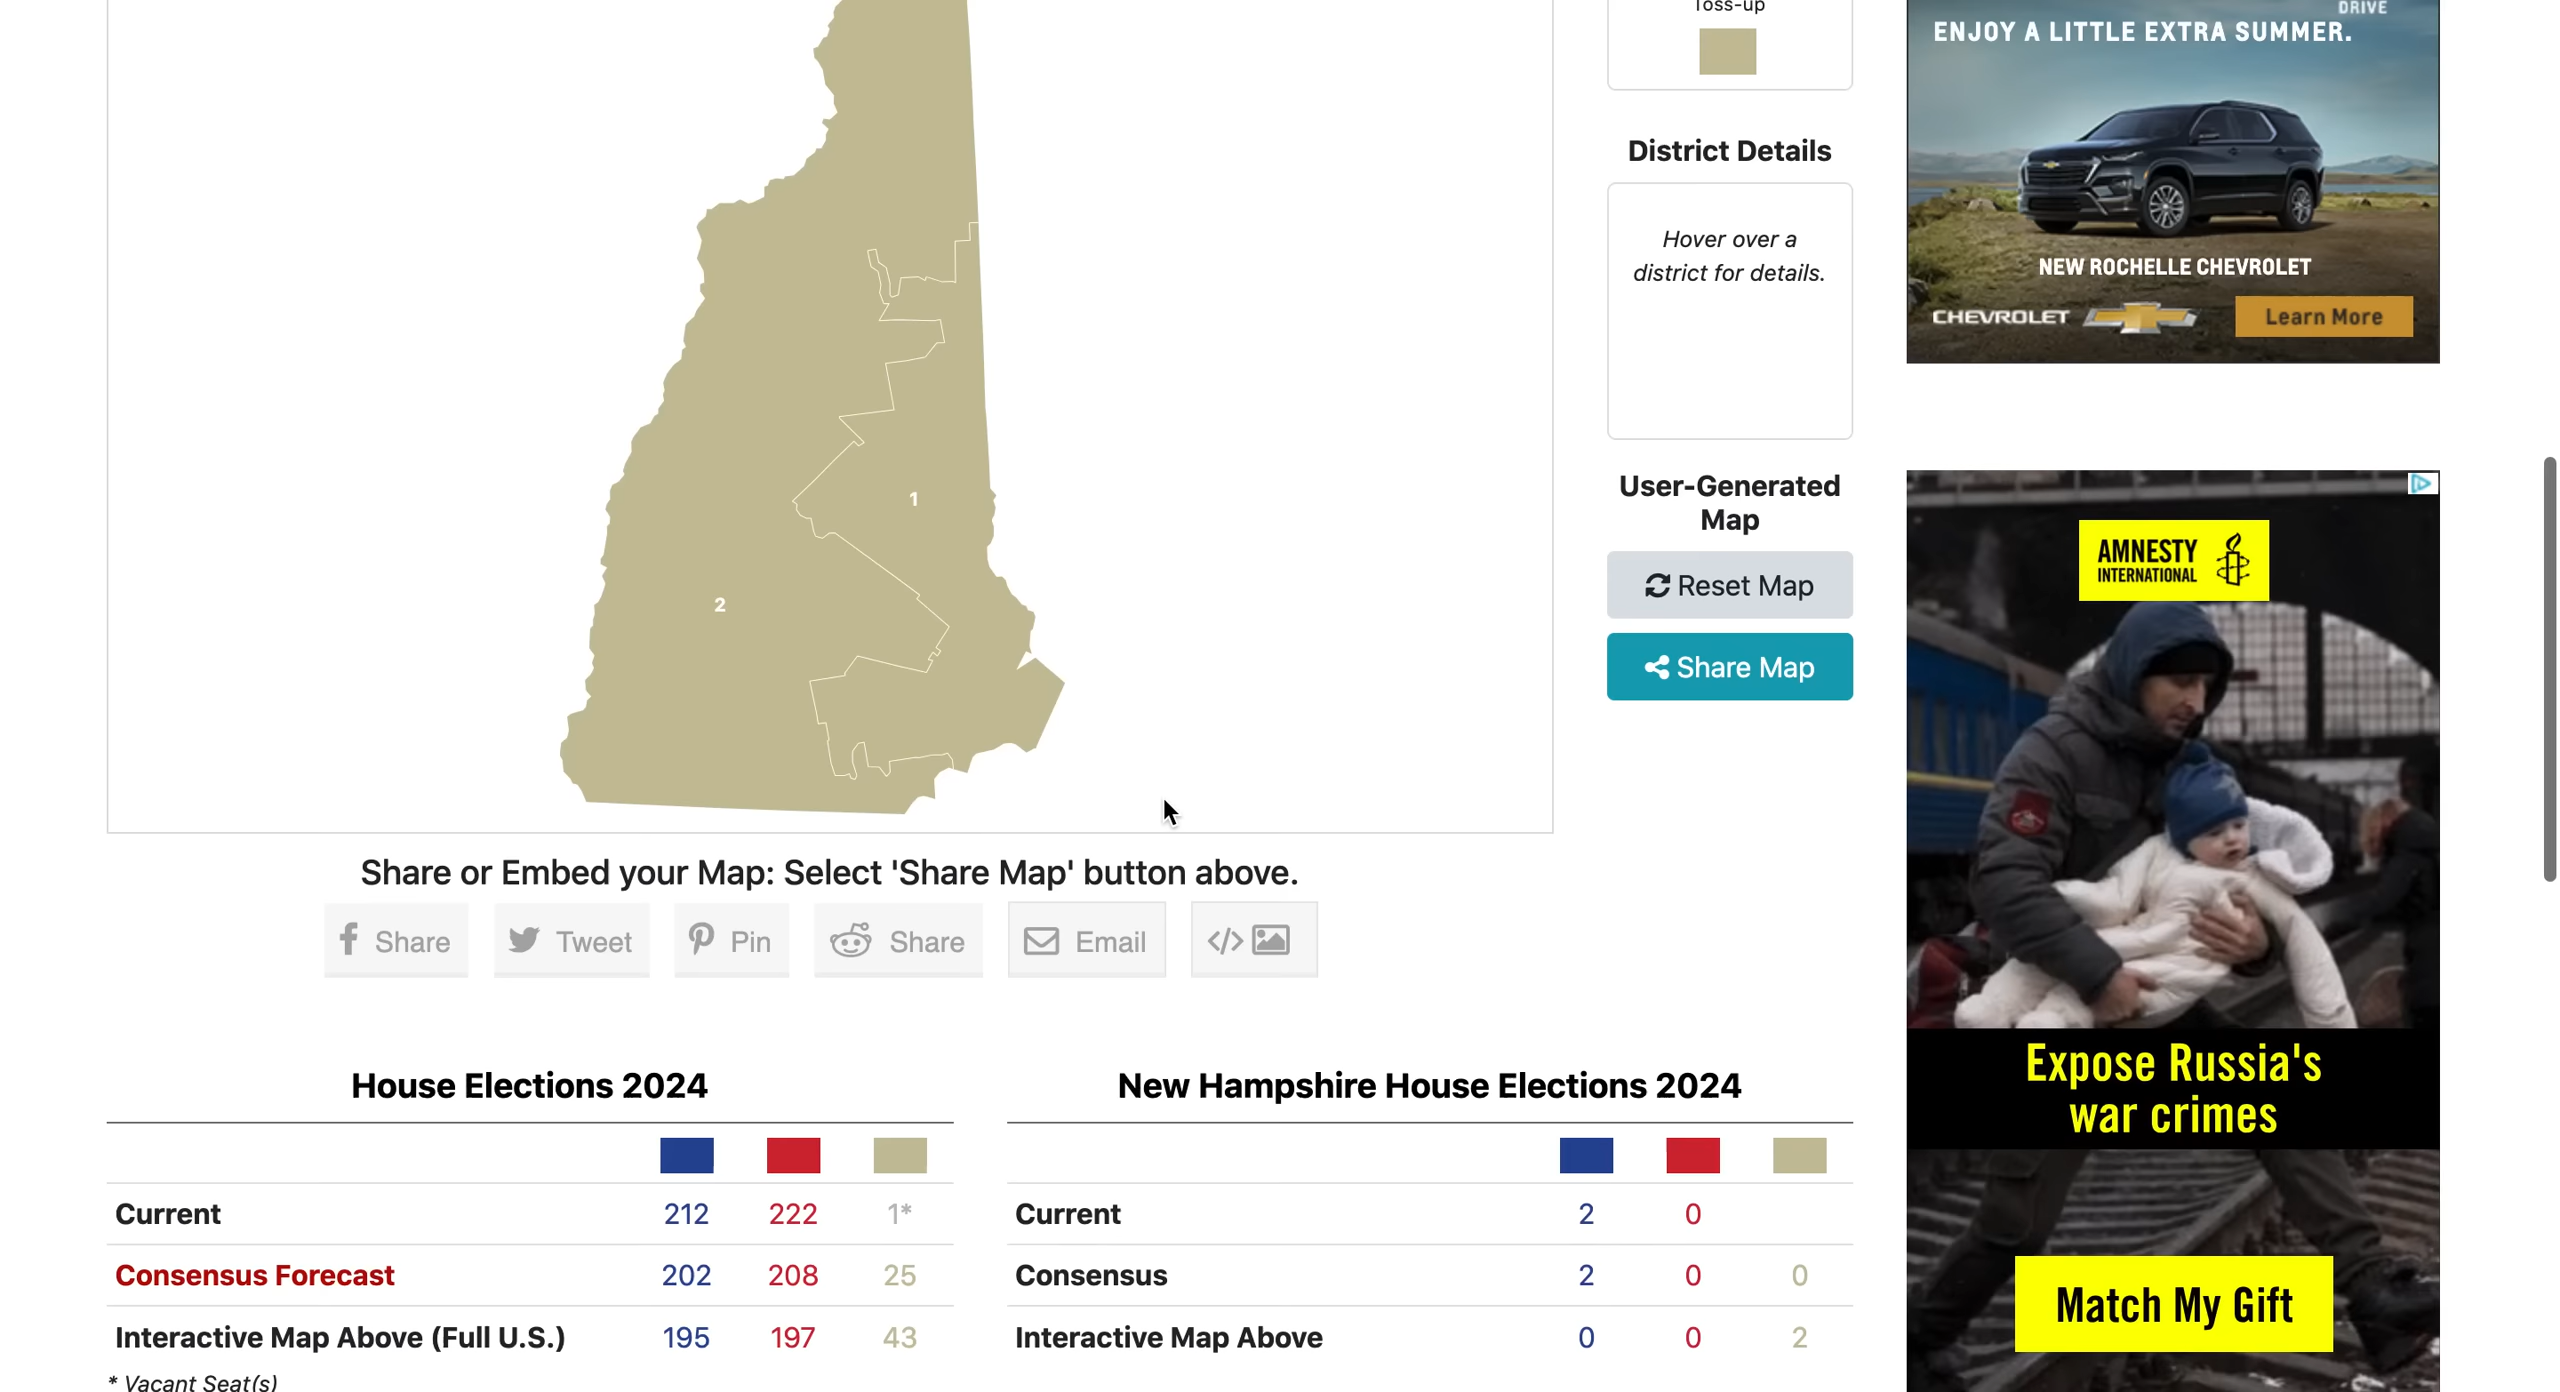 Toss-up
District Details
Hover over a
district for details.
User-Generated
Map
Reset Map
Share Map
1
2
Share or Embed your Map: Select 'Share Map' button above.
Share
Tweet
Pin
Share
Email
</>
House Elections 2024
Current 212 222 1*
Consensus Forecast 202 208 25
Interactive Map Above (Full U.S.) 195 197 43
* Vacant Seat(s)
New Hampshire House Elections 2024
Current 2 0
Consensus 2 0 0
Interactive Map Above 0 0 2
DRIVE
ENJOY A LITTLE EXTRA SUMMER.
NEW ROCHELLE CHEVROLET
CHEVROLET
Learn More
AMNESTY
INTERNATIONAL
Expose Russia's
war crimes
Match My Gift